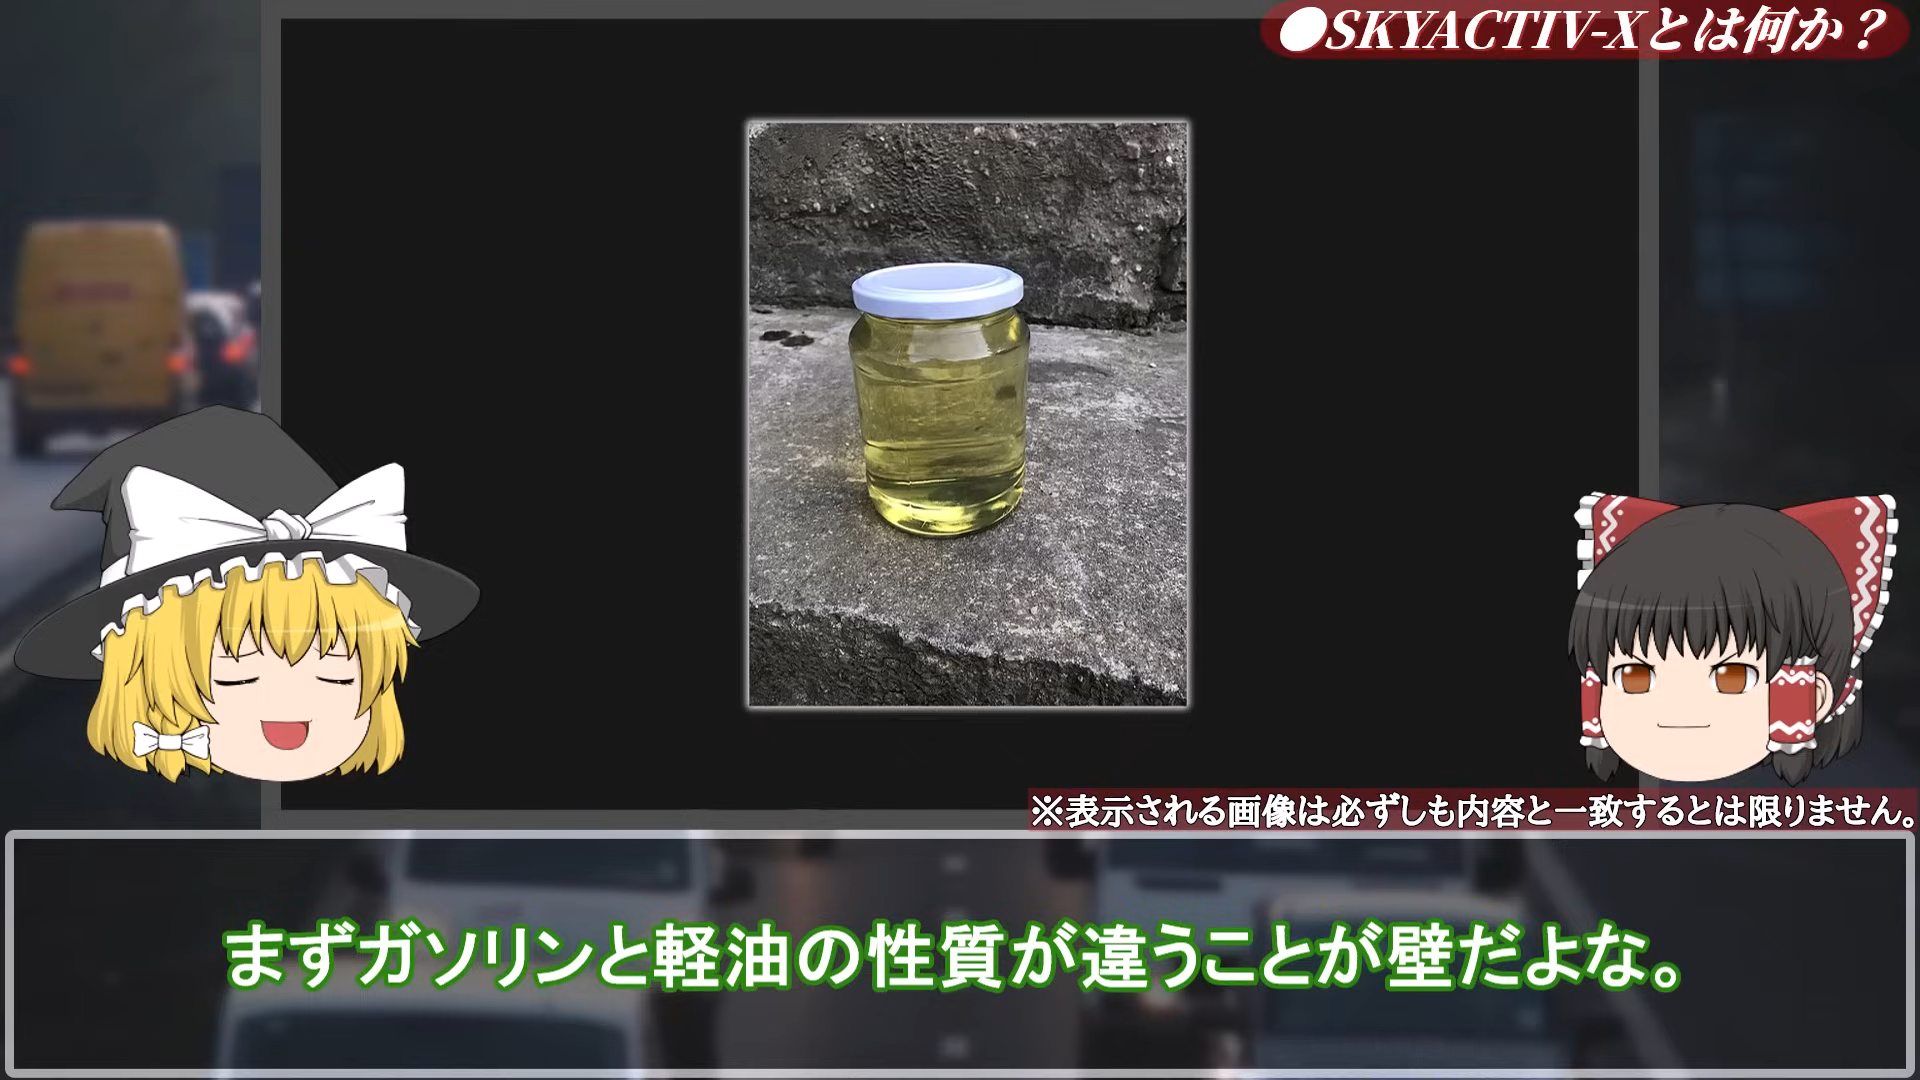 ●SKYACTIV-Xとは何か？
※表示される画像は必ずしも内容と一致するとは限りません。
まずガソリンと軽油の性質が違うことが壁だよな。